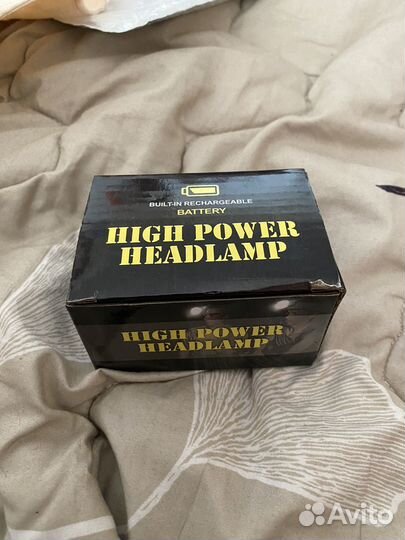 BUILT-IN RECHARGEABLE
BATTERY
HIGH POWER
HEADLAMP
HIGH POWER
HEADLAMP
Avito